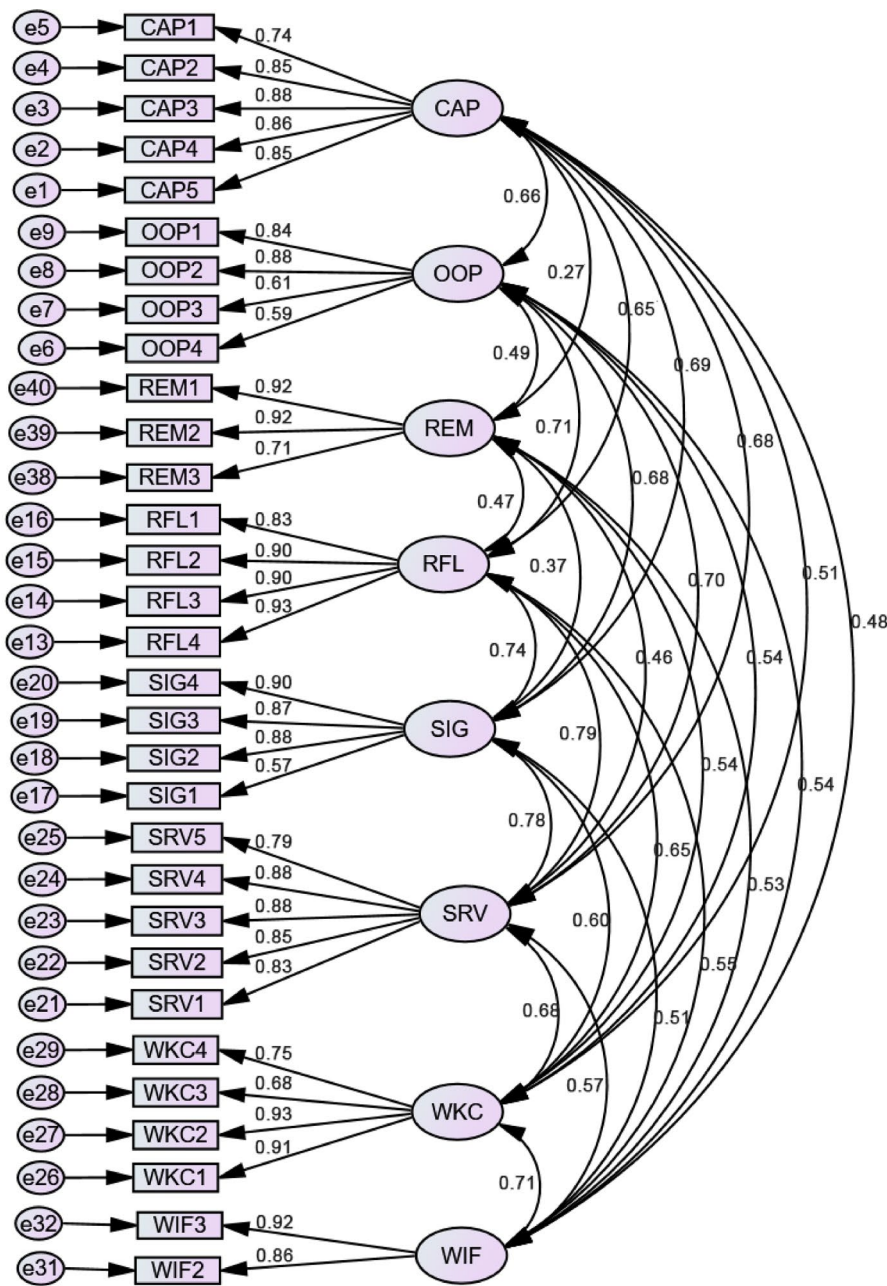 e5 CAP1 0.74
e4 CAP2 0.85
e3 CAP3 0.88 CAP
e2 CAP4 0.86
e1 CAP5 0.85
0.66
e9 OOP1 0.84
e8 OOP2 0.88 OOP 0.27
e7 OOP3 0.61 0.65
e6 OOP4 0.59 0.49
0.69
e40 REM1 0.92
e39 REM2 0.92 REM 0.71 0.68
e38 REM3 0.71 0.47 0.68
e16 RFL1 0.83
e15 RFL2 0.90 RFL 0.37 0.70 0.51
e14 RFL3 0.90
e13 RFL4 0.93 0.74 0.46 0.54 0.48
e20 SIG4 0.90
e19 SIG3 0.87 SIG 0.79
e18 SIG2 0.88 0.54
e17 SIG1 0.57 0.54
0.78
e25 SRV5 0.79 0.65
e24 SRV4 0.88 0.53
e23 SRV3 0.88 SRV 0.60
e22 SRV2 0.85 0.55
e21 SRV1 0.83 0.68 0.51
e29 WKC4 0.75
e28 WKC3 0.68 0.57
e27 WKC2 0.93 WKC
e26 WKC1 0.91 0.71
e32 WIF3 0.92
e31 WIF2 0.86 WIF